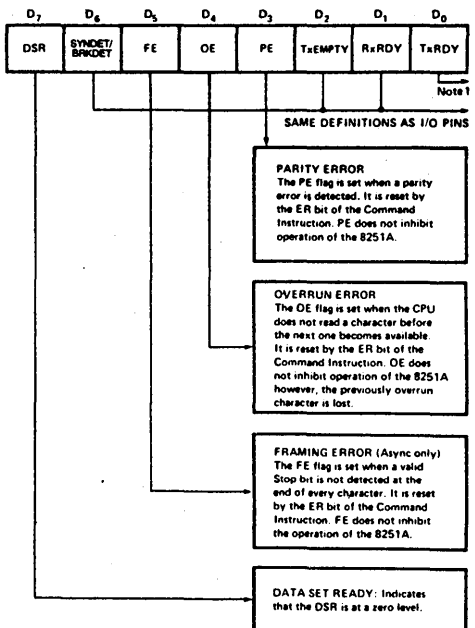 D7 D6 D5 D4 D3 D2 D1 D0
DSR SYNDET/ BRKDET FE OE PE TxEMPTY RxRDY TxRDY
Note 1
SAME DEFINITIONS AS I/O PINS
PARITY ERROR
The PE flag is set when a parity
error is detected. It is reset by
the ER bit of the Command
Instruction. PE does not inhibit
operation of the 8251A.
OVERRUN ERROR
The OE flag is set when the CPU
does not read a character before
the next one becomes available.
It is reset by the ER bit of the
Command Instruction. OE does
not inhibit operation of the 8251A
however, the previously overrun
character is lost.
FRAMING ERROR (Async only)
The FE flag is set when a valid
Stop bit is not detected at the
end of every character. It is reset
by the ER bit of the Command
Instruction. FE does not inhibit
the operation of the 8251A.
DATA SET READY: Indicates
that the DSR is at a zero level.